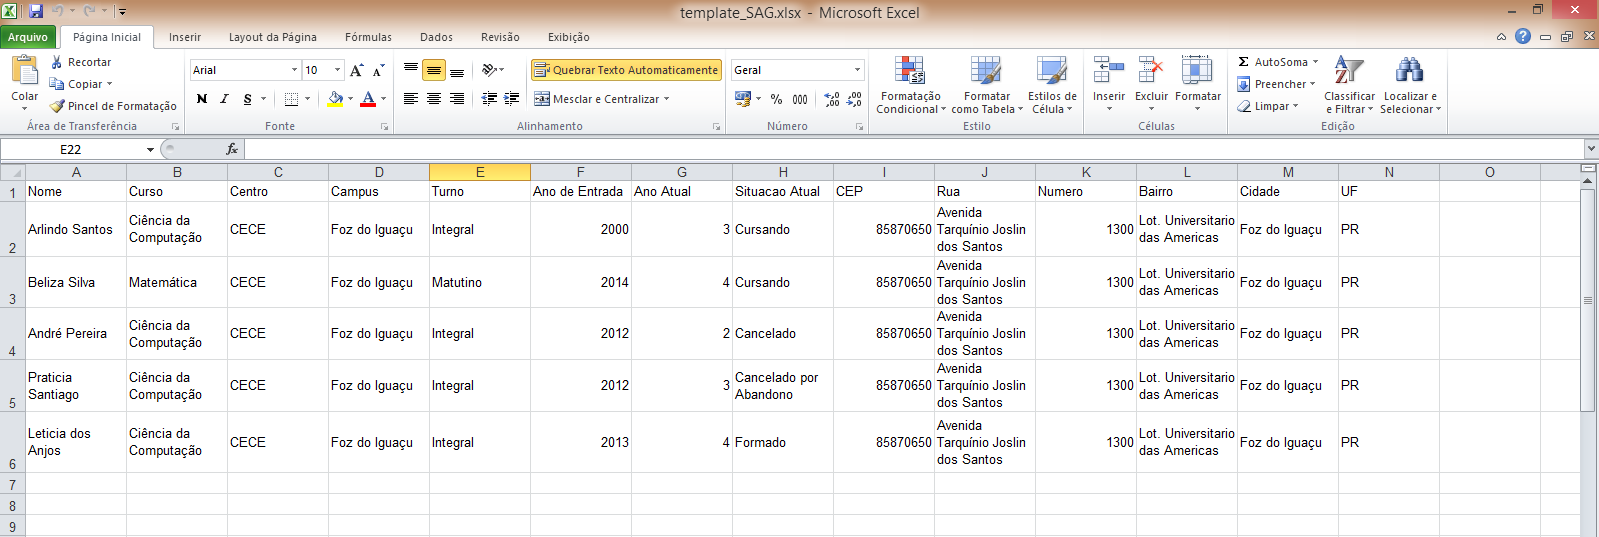 template_SAG.xlsx - Microsoft Excel
Arquivo Página Inicial Inserir Layout da Página Fórmulas Dados Revisão Exibição
Colar Recortar
Copiar
Pincel de Formatação
Área de Transferência
Arial 10
N I S
Fonte
Quebrar Texto Automaticamente
Mesclar e Centralizar
Alinhamento
Geral
% 000
Número
Formatação Condicional
Formatar como Tabela
Estilos de Célula
Estilo
Inserir Excluir Formatar
Células
Σ AutoSoma
Preencher
Limpar
Classificar e Filtrar
Localizar e Selecionar
Edição
E22 fx
A B C D E F G H I J K L M N O
1 Nome Curso Centro Campus Turno Ano de Entrada Ano Atual Situacao Atual CEP Rua Numero Bairro Cidade UF
2 Arlindo Santos Ciência da Computação CECE Foz do Iguaçu Integral 2000 3 Cursando 85870650 Avenida Tarquínio Joslin dos Santos 1300 Lot. Universitario das Americas Foz do Iguaçu PR
3 Beliza Silva Matemática CECE Foz do Iguaçu Matutino 2014 4 Cursando 85870650 Avenida Tarquínio Joslin dos Santos 1300 Lot. Universitario das Americas Foz do Iguaçu PR
4 André Pereira Ciência da Computação CECE Foz do Iguaçu Integral 2012 2 Cancelado 85870650 Avenida Tarquínio Joslin dos Santos 1300 Lot. Universitario das Americas Foz do Iguaçu PR
5 Praticia Santiago Ciência da Computação CECE Foz do Iguaçu Integral 2012 3 Cancelado por Abandono 85870650 Avenida Tarquínio Joslin dos Santos 1300 Lot. Universitario das Americas Foz do Iguaçu PR
6 Leticia dos Anjos Ciência da Computação CECE Foz do Iguaçu Integral 2013 4 Formado 85870650 Avenida Tarquínio Joslin dos Santos 1300 Lot. Universitario das Americas Foz do Iguaçu PR
7
8
9